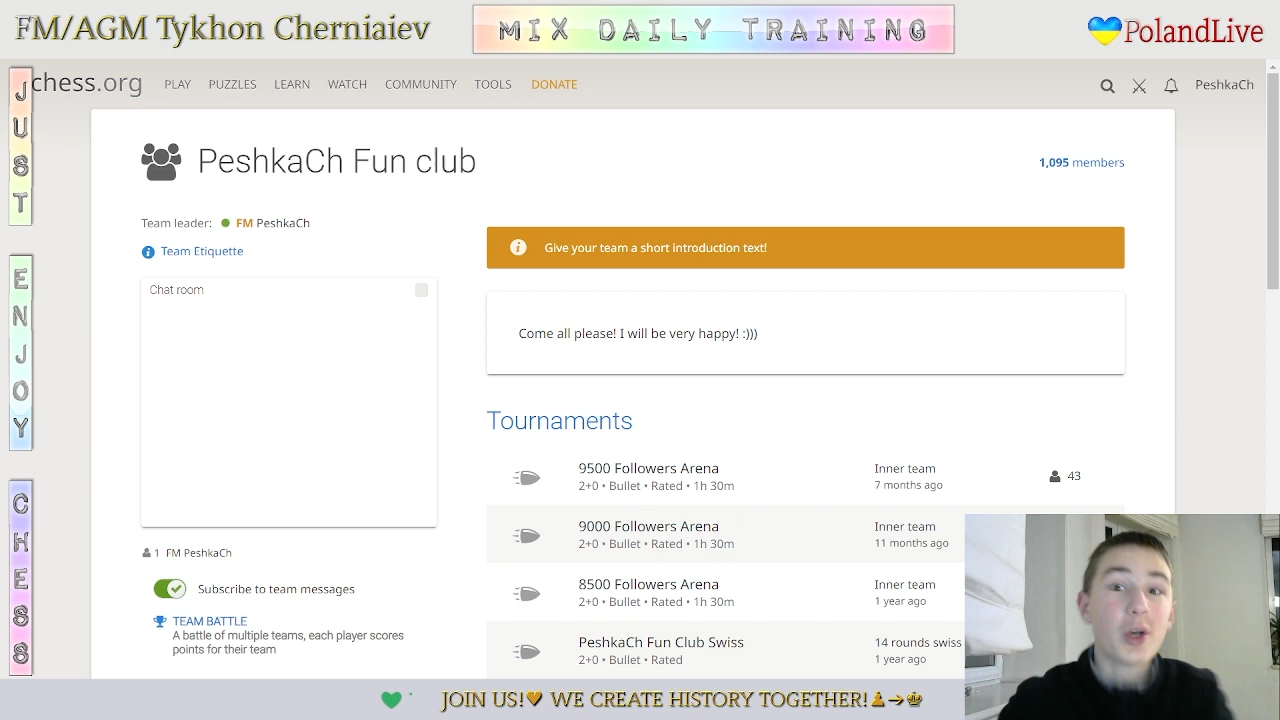 FM/AGM Tykhon Cherniaiev
MIX DAILY TRAINING
PolandLive
JUST
ENJOY
CHESS
chess.org
PLAY
PUZZLES
LEARN
WATCH
COMMUNITY
TOOLS
DONATE
PeshkaCh
PeshkaCh Fun club
1,095 members
Team leader: FM PeshkaCh
Team Etiquette
Give your team a short introduction text!
Chat room
Come all please! I will be very happy! :)))
Tournaments
9500 Followers Arena
2+0 • Bullet • Rated • 1h 30m
Inner team
7 months ago
43
9000 Followers Arena
2+0 • Bullet • Rated • 1h 30m
Inner team
11 months ago
8500 Followers Arena
2+0 • Bullet • Rated • 1h 30m
Inner team
1 year ago
PeshkaCh Fun Club Swiss
2+0 • Bullet • Rated
14 rounds swiss
1 year ago
1 FM PeshkaCh
Subscribe to team messages
TEAM BATTLE
A battle of multiple teams, each player scores
points for their team
JOIN US!🧡 WE CREATE HISTORY TOGETHER!♟→♚